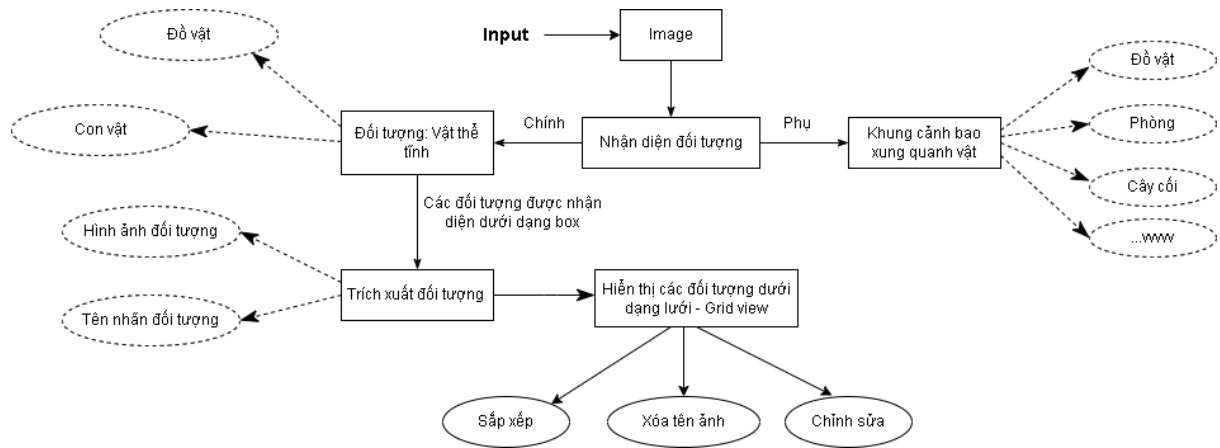 Đồ vật
Input
Image
Đồ vật
Con vật
Đối tượng: Vật thể
tĩnh
Chính
Nhận diện đối tượng
Phụ
Khung cảnh bao
xung quanh vật
Phòng
Cây cối
...vvvv
Các đối tượng được nhận
diện dưới dạng box
Hình ảnh đối tượng
Tên nhãn đối tượng
Trích xuất đối tượng
Hiển thị các đối tượng dưới
dạng lưới - Grid view
Sắp xếp
Xóa tên ảnh
Chỉnh sửa